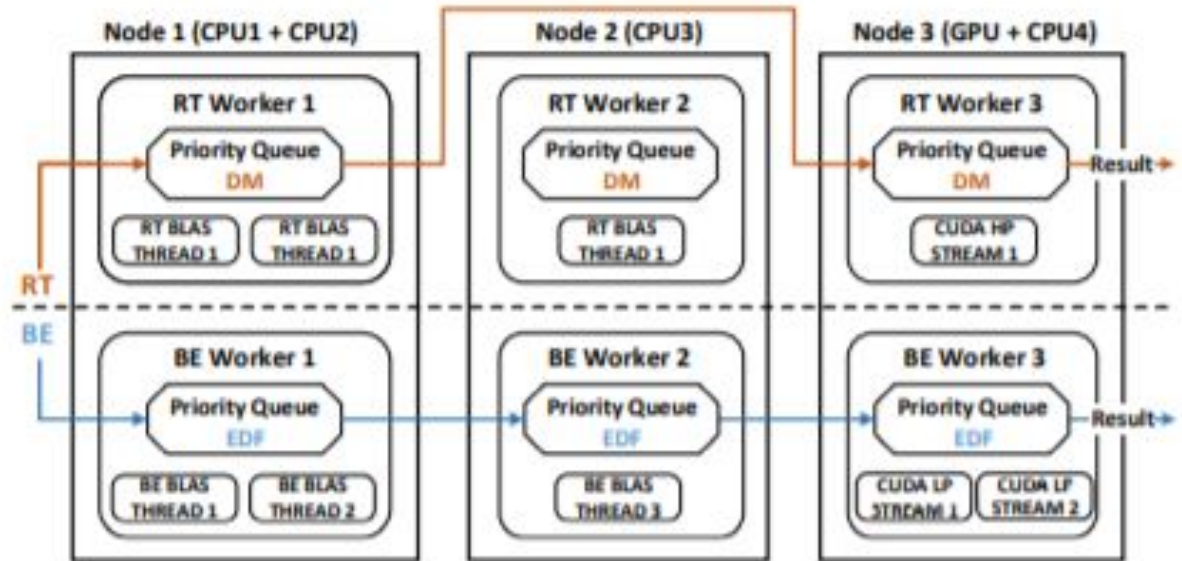 Node 1 (CPU1 + CPU2)
Node 2 (CPU3)
Node 3 (GPU + CPU4)
RT Worker 1
RT Worker 2
RT Worker 3
Priority Queue
DM
Priority Queue
DM
Priority Queue
DM
Result
RT BLAS
THREAD 1
RT BLAS
THREAD 1
RT BLAS
THREAD 1
CUDA HP
STREAM 1
RT
BE
BE Worker 1
BE Worker 2
BE Worker 3
Priority Queue
EDF
Priority Queue
EDF
Priority Queue
EDF
Result
BE BLAS
THREAD 1
BE BLAS
THREAD 2
BE BLAS
THREAD 3
CUDA LP
STREAM 1
CUDA LP
STREAM 2